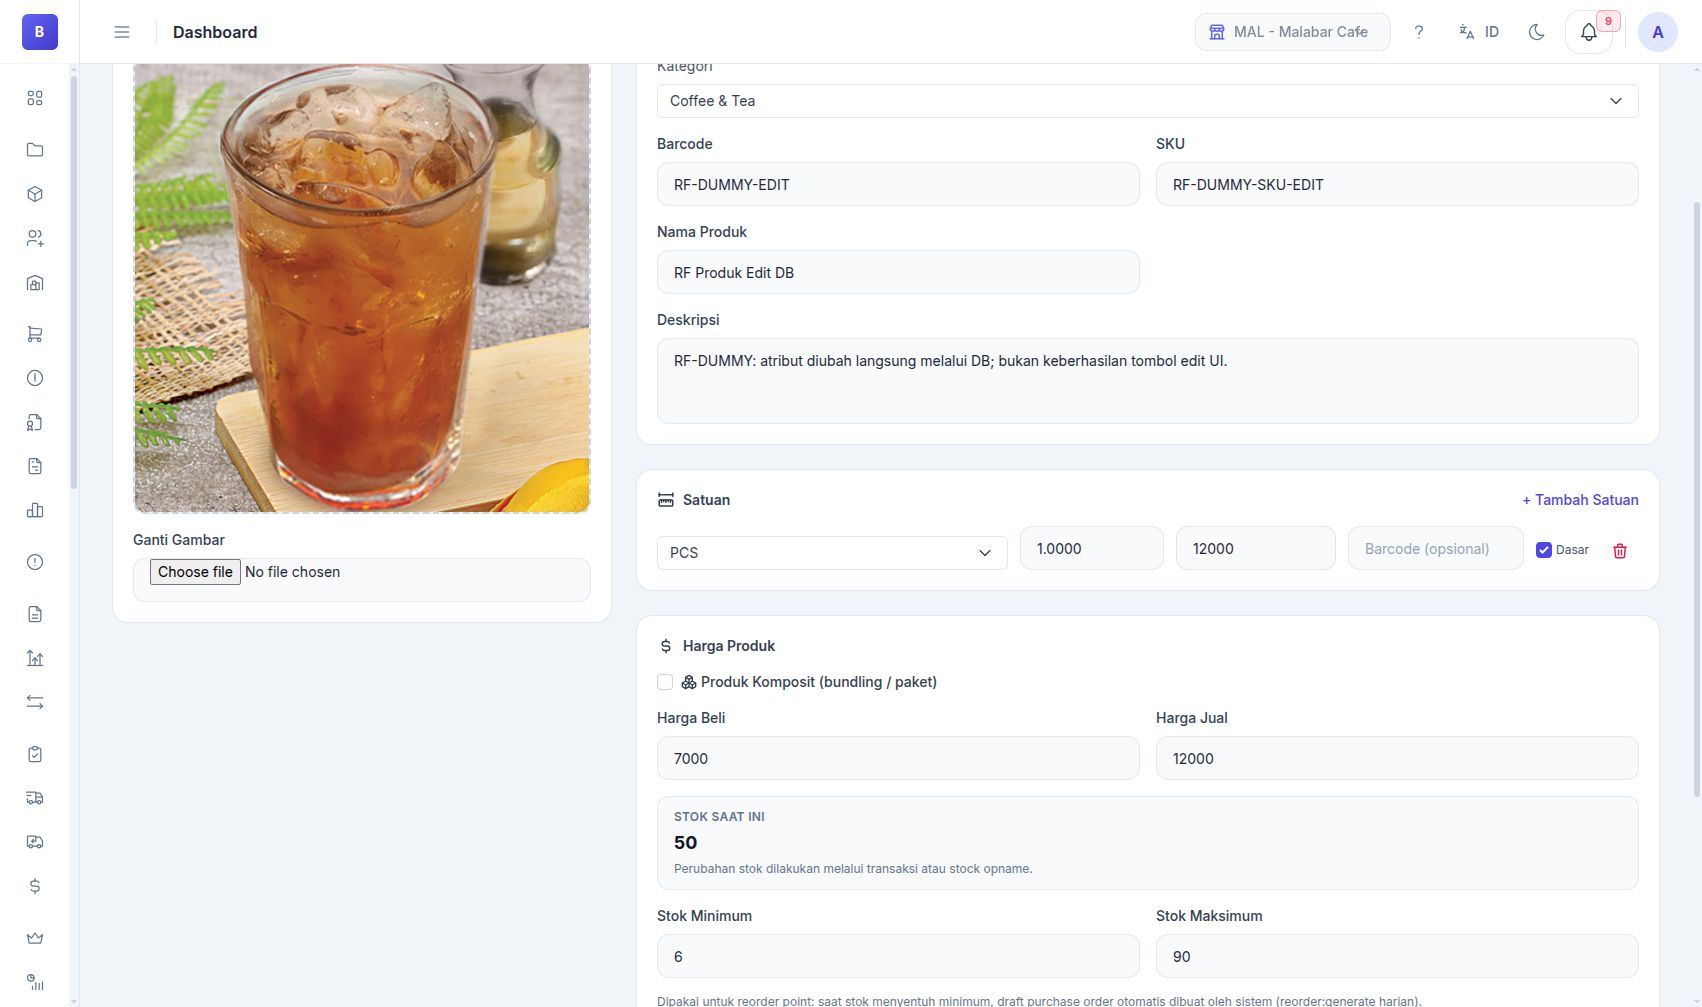 B
Dashboard
MAL - Malabar Cafe
?
ID
9
A
Kategori
Coffee & Tea
Barcode
SKU
RF-DUMMY-EDIT
RF-DUMMY-SKU-EDIT
Nama Produk
RF Produk Edit DB
Deskripsi
RF-DUMMY: atribut diubah langsung melalui DB; bukan keberhasilan tombol edit UI.
Ganti Gambar
Choose file No file chosen
Satuan
+ Tambah Satuan
PCS
1.0000
12000
Barcode (opsional)
Dasar
Harga Produk
Produk Komposit (bundling / paket)
Harga Beli
Harga Jual
7000
12000
STOK SAAT INI
50
Perubahan stok dilakukan melalui transaksi atau stock opname.
Stok Minimum
Stok Maksimum
6
90
Dipakai untuk reorder point: saat stok menyentuh minimum, draft purchase order otomatis dibuat oleh sistem (reorder:generate harian).